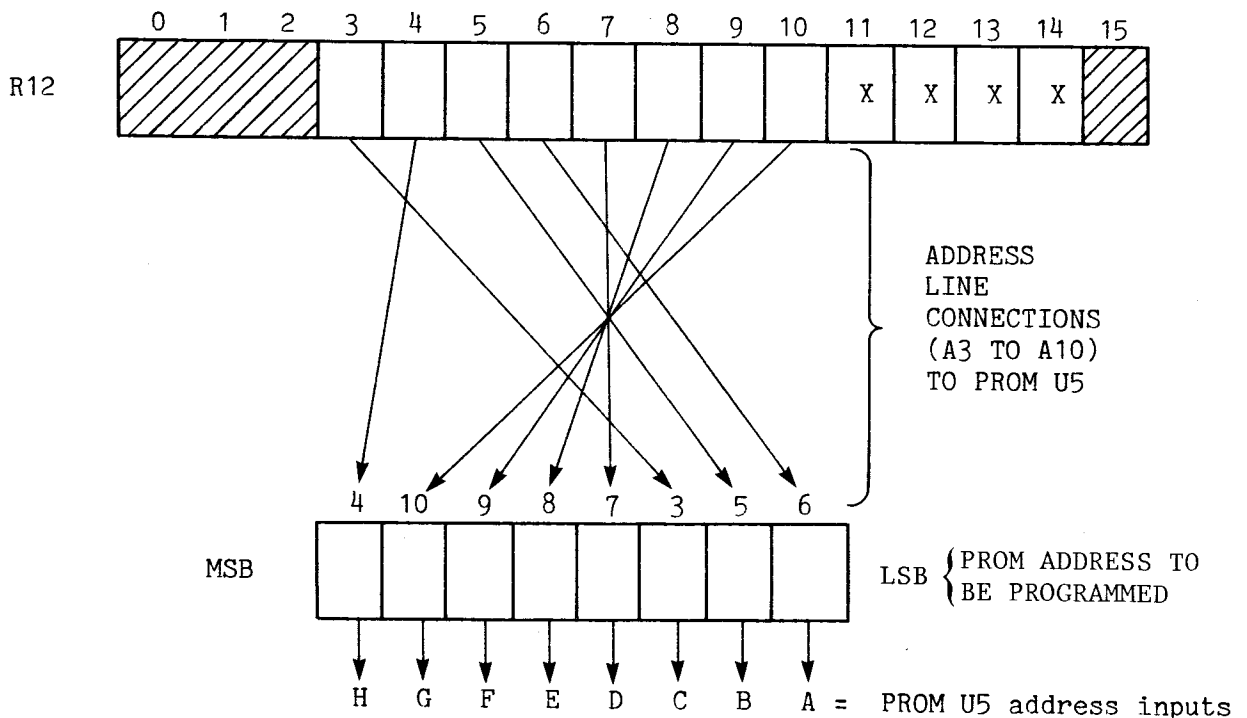 0 1 2 3 4 5 6 7 8 9 10 11 12 13 14 15
R12
X X X X
ADDRESS
LINE
CONNECTIONS
(A3 TO A10)
TO PROM U5
4 10 9 8 7 3 5 6
MSB
LSB
PROM ADDRESS TO
BE PROGRAMMED
H G F E D C B A = PROM U5 address inputs